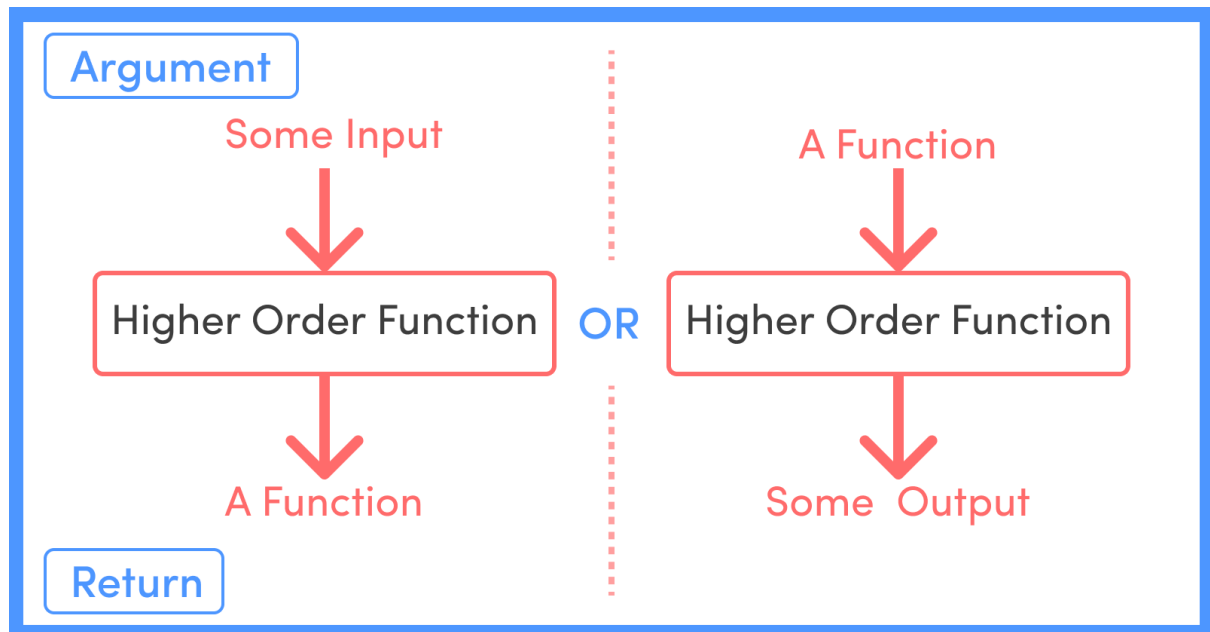 Argument
Some Input
A Function
Higher Order Function
OR
Higher Order Function
A Function
Some Output
Return